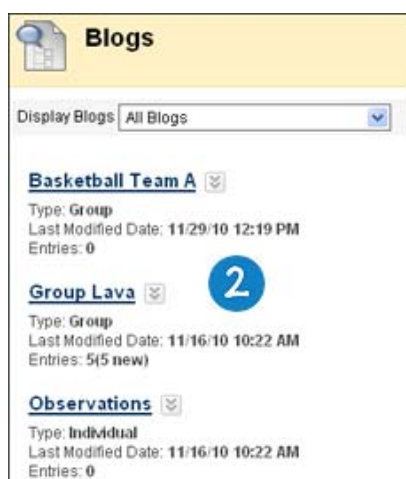 Blogs
Display Blogs All Blogs
Basketball Team A
Type: Group
Last Modified Date: 11/29/10 12:19 PM
Entries: 0
2
Group Lava
Type: Group
Last Modified Date: 11/16/10 10:22 AM
Entries: 5(5 new)
Observations
Type: Individual
Last Modified Date: 11/16/10 10:22 AM
Entries: 0